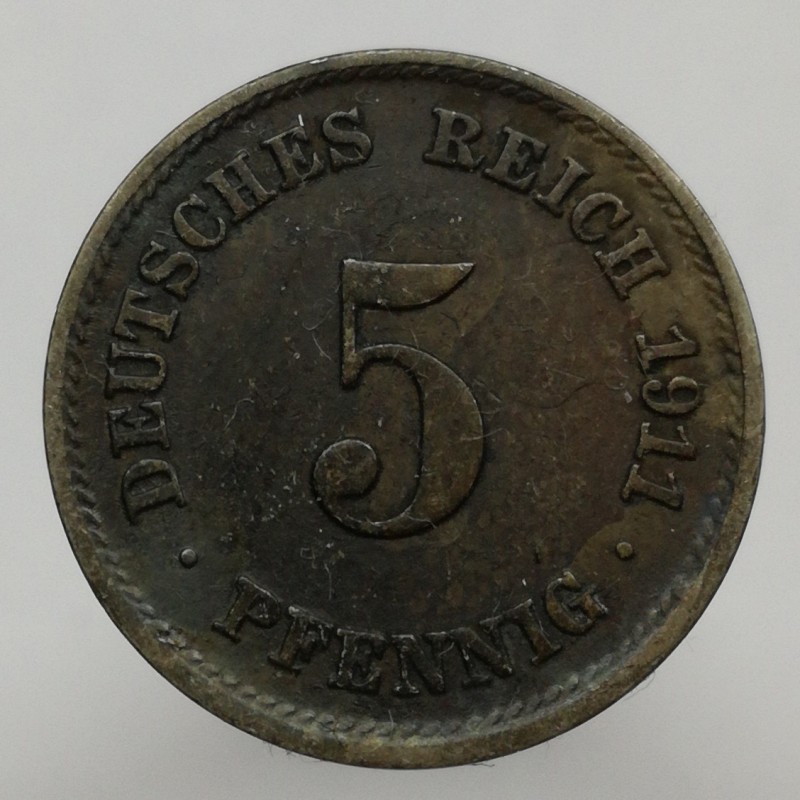 DEUTSCHES REICH 1911
5
PFENNIG